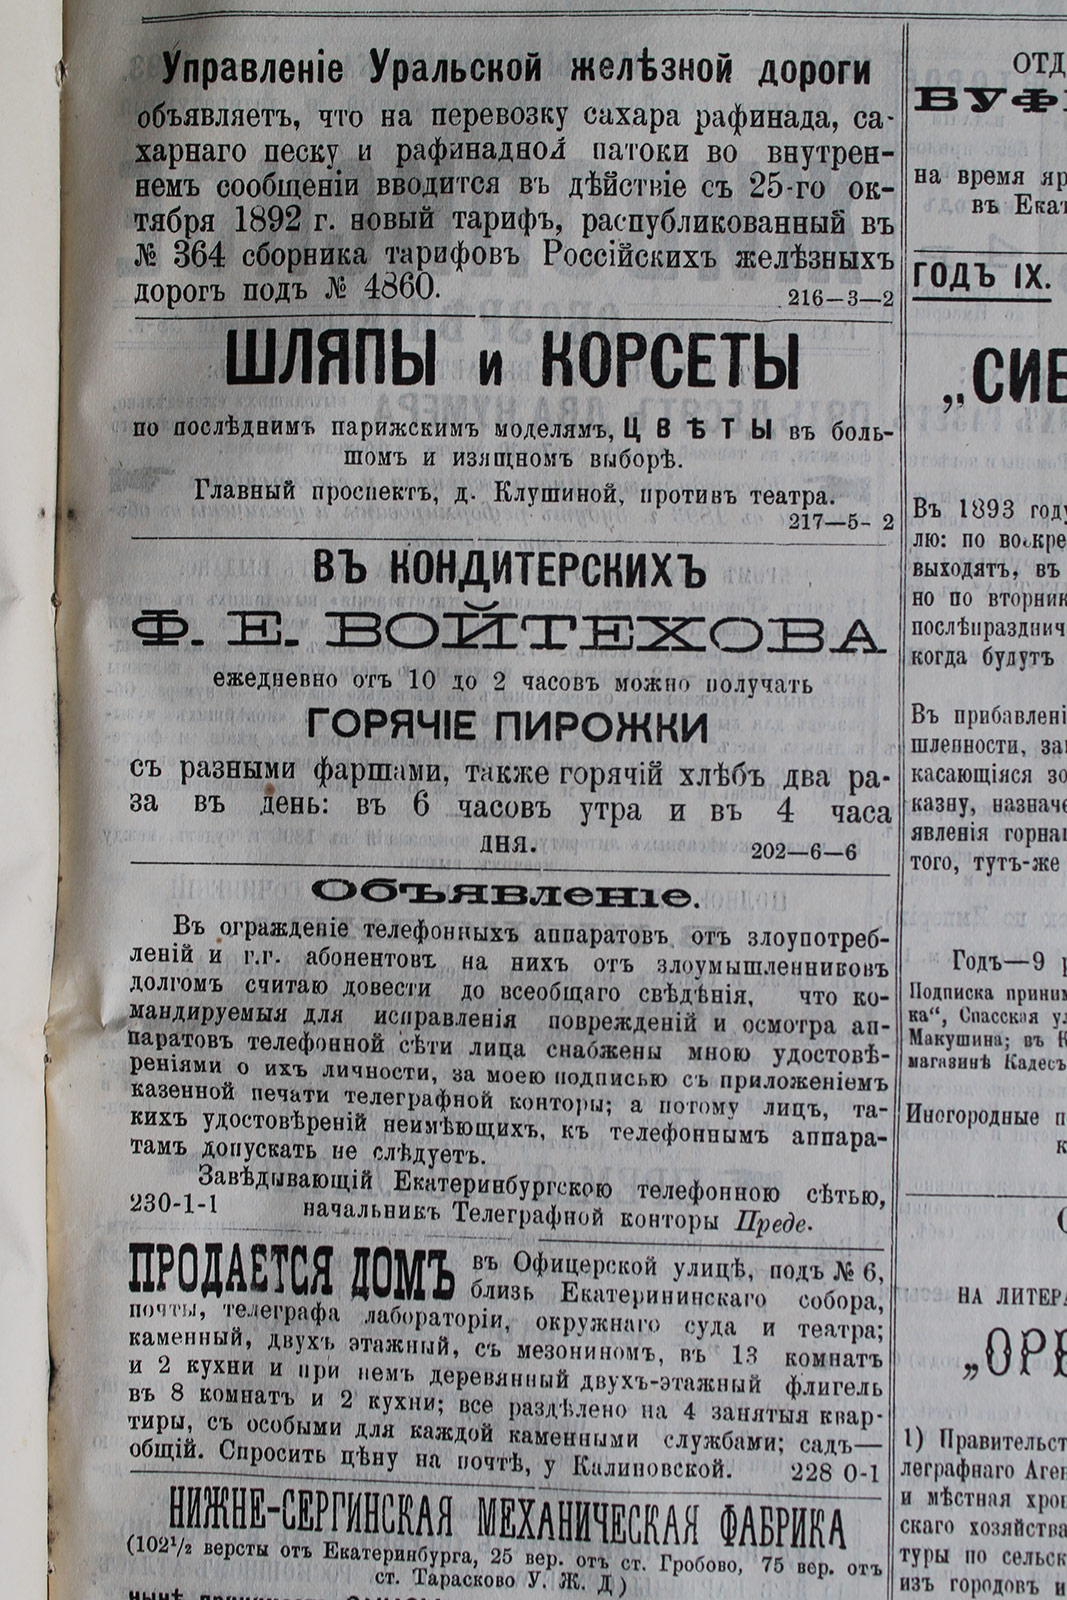 Управленіе Уральской желѣзной дороги
объявляетъ, что на перевозку сахара рафинада, са-
харнаго песку и рафинадной патоки во внутрен-
немъ сообщеніи вводится въ дѣйствіе съ 25-го ок-
тября 1892 г. новый тарифъ, распубликованный въ
№ 364 сборника тарифовъ Россійскихъ желѣзныхъ
дорогъ подъ № 4860.
216—3—2
ШЛЯПЫ и КОРСЕТЫ
по послѣднимъ парижскимъ моделямъ, ЦВѢТЫ въ боль-
шомъ и изящномъ выборѣ.
Главный проспектъ, д. Клушиной, противъ театра.
217—5-2
ВЪ КОНДИТЕРСКИХЪ
Ф. Е. ВОЙТЕХОВА
ежедневно отъ 10 до 2 часовъ можно получать
ГОРЯЧІЕ ПИРОЖКИ
съ разными фаршами, также горячій хлѣбъ два ра-
за въ день: въ 6 часовъ утра и въ 4 часа
дня.
202—6—6
Объявленіе.
Въ огражденіе телефонныхъ аппаратовъ отъ злоупотреб-
леній и г.г. абонентовъ на нихъ отъ злоумышленниковъ
долгомъ считаю довести до всеобщаго свѣдѣнія, что ко-
мандируемыя для исправленія поврежденій и осмотра ап-
паратовъ телефонной сѣти лица снабжены мною удостовѣ-
реніями о ихъ личности, за моею подписью съ приложеніемъ
казенной печати телеграфной конторы; а потому лицъ, та-
кихъ удостовѣреній неимѣющихъ, къ телефоннымъ аппара-
тамъ допускать не слѣдуетъ.
Завѣдывающій Екатеринбургскою телефонною сѣтью,
230-1-1 начальникъ Телеграфной конторы Преде.
ПРОДАЕТСЯ ДОМЪ въ Офицерской улицѣ, подъ № 6,
близь Екатерининскаго собора,
почты, телеграфа лабораторіи, окружнаго суда и театра;
каменный, двухъ этажный, съ мезониномъ, въ 13 комнатъ
и 2 кухни и при немъ деревянный двухъ-этажный флигель
въ 8 комнатъ и 2 кухни; все раздѣлено на 4 занятыя квар-
тиры, съ особыми для каждой каменными службами; садъ—
общій. Спросить цѣну на почтѣ, у Калиновской. 228 0-1
НИЖНЕ-СЕРГИНСКАЯ МЕХАНИЧЕСКАЯ ФАБРИКА
(102½ версты отъ Екатеринбурга, 25 вер. отъ ст. Гробово, 75 вер. отъ
ст. Тарасково У. Ж. Д)
ОТД
БУФ
на время яр
въ Екат
ГОДЪ IX.
„СИБ
Въ 1893 году
лю: по воскре
выходятъ, въ
но по вторник
послѣпразднич
когда будутъ
Въ прибавлені
шленности, за
касающіяся зо
казну, назначе
явленія горна
того, тутъ-же
Годъ—9 р
Подписка приним
ка“, Спасская ул
Макушина; въ К
магазинѣ Кадесъ
Иногородные п
к
НА ЛИТЕРА
„ОРЕ
1) Правительст
леграфнаго Аген
и мѣстная хрон
скаго хозяйства
туры по сельск
изъ городовъ и